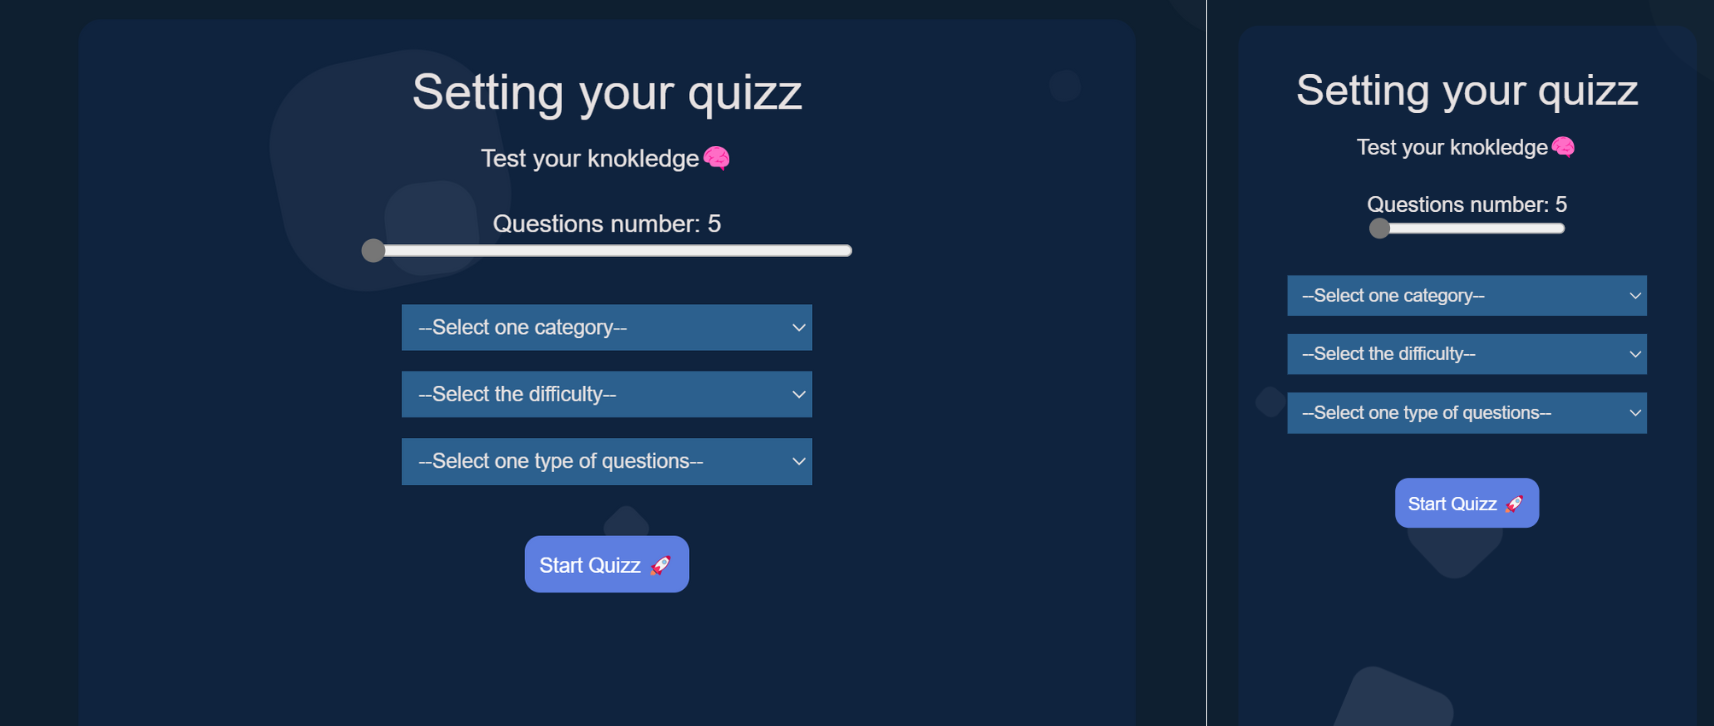 Setting your quizz
Test your knokledge🧠
Questions number: 5
--Select one category--
--Select the difficulty--
--Select one type of questions--
Start Quizz 🚀
Setting your quizz
Test your knokledge🧠
Questions number: 5
--Select one category--
--Select the difficulty--
--Select one type of questions--
Start Quizz 🚀